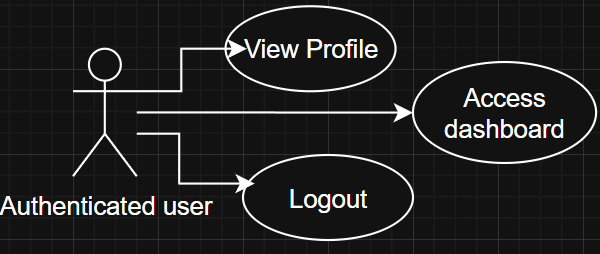 View Profile
Access
dashboard
Logout
Authenticated user